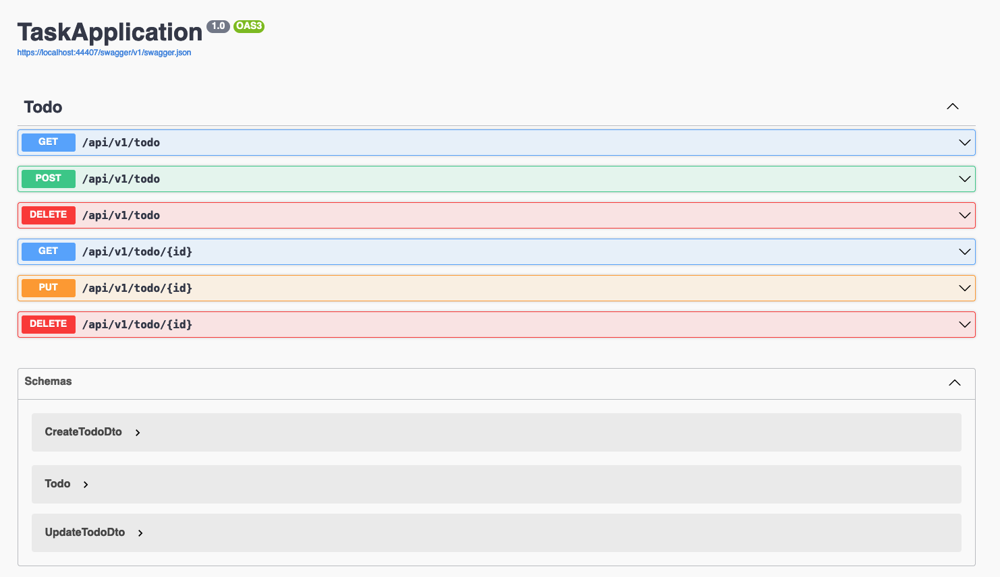 TaskApplication 1.0 OAS3
https://localhost:44407/swagger/v1/swagger.json
Todo
GET /api/v1/todo
POST /api/v1/todo
DELETE /api/v1/todo
GET /api/v1/todo/{id}
PUT /api/v1/todo/{id}
DELETE /api/v1/todo/{id}
Schemas
CreateTodoDto
Todo
UpdateTodoDto